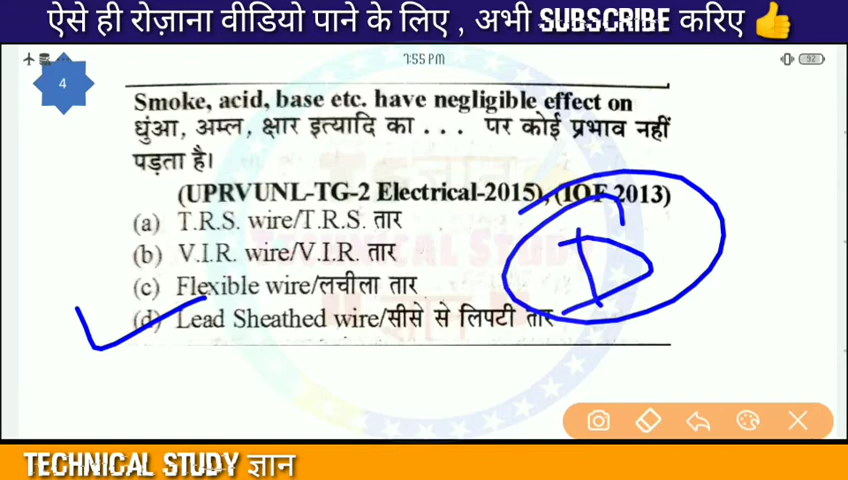 ऐसे ही रोज़ाना वीडियो पाने के लिए , अभी SUBSCRIBE करिए
7:55 PM
92
4
Smoke, acid, base etc. have negligible effect on
धुंआ, अम्ल, क्षार इत्यादि का . . . पर कोई प्रभाव नहीं
पड़ता है।
(UPRVUNL-TG-2 Electrical-2015), (IOF 2013)
(a) T.R.S. wire/T.R.S. तार
(b) V.I.R. wire/V.I.R. तार
(c) Flexible wire/लचीला तार
(d) Lead Sheathed wire/सीसे से लिपटी तार
D
TECHNICAL STUDY ज्ञान